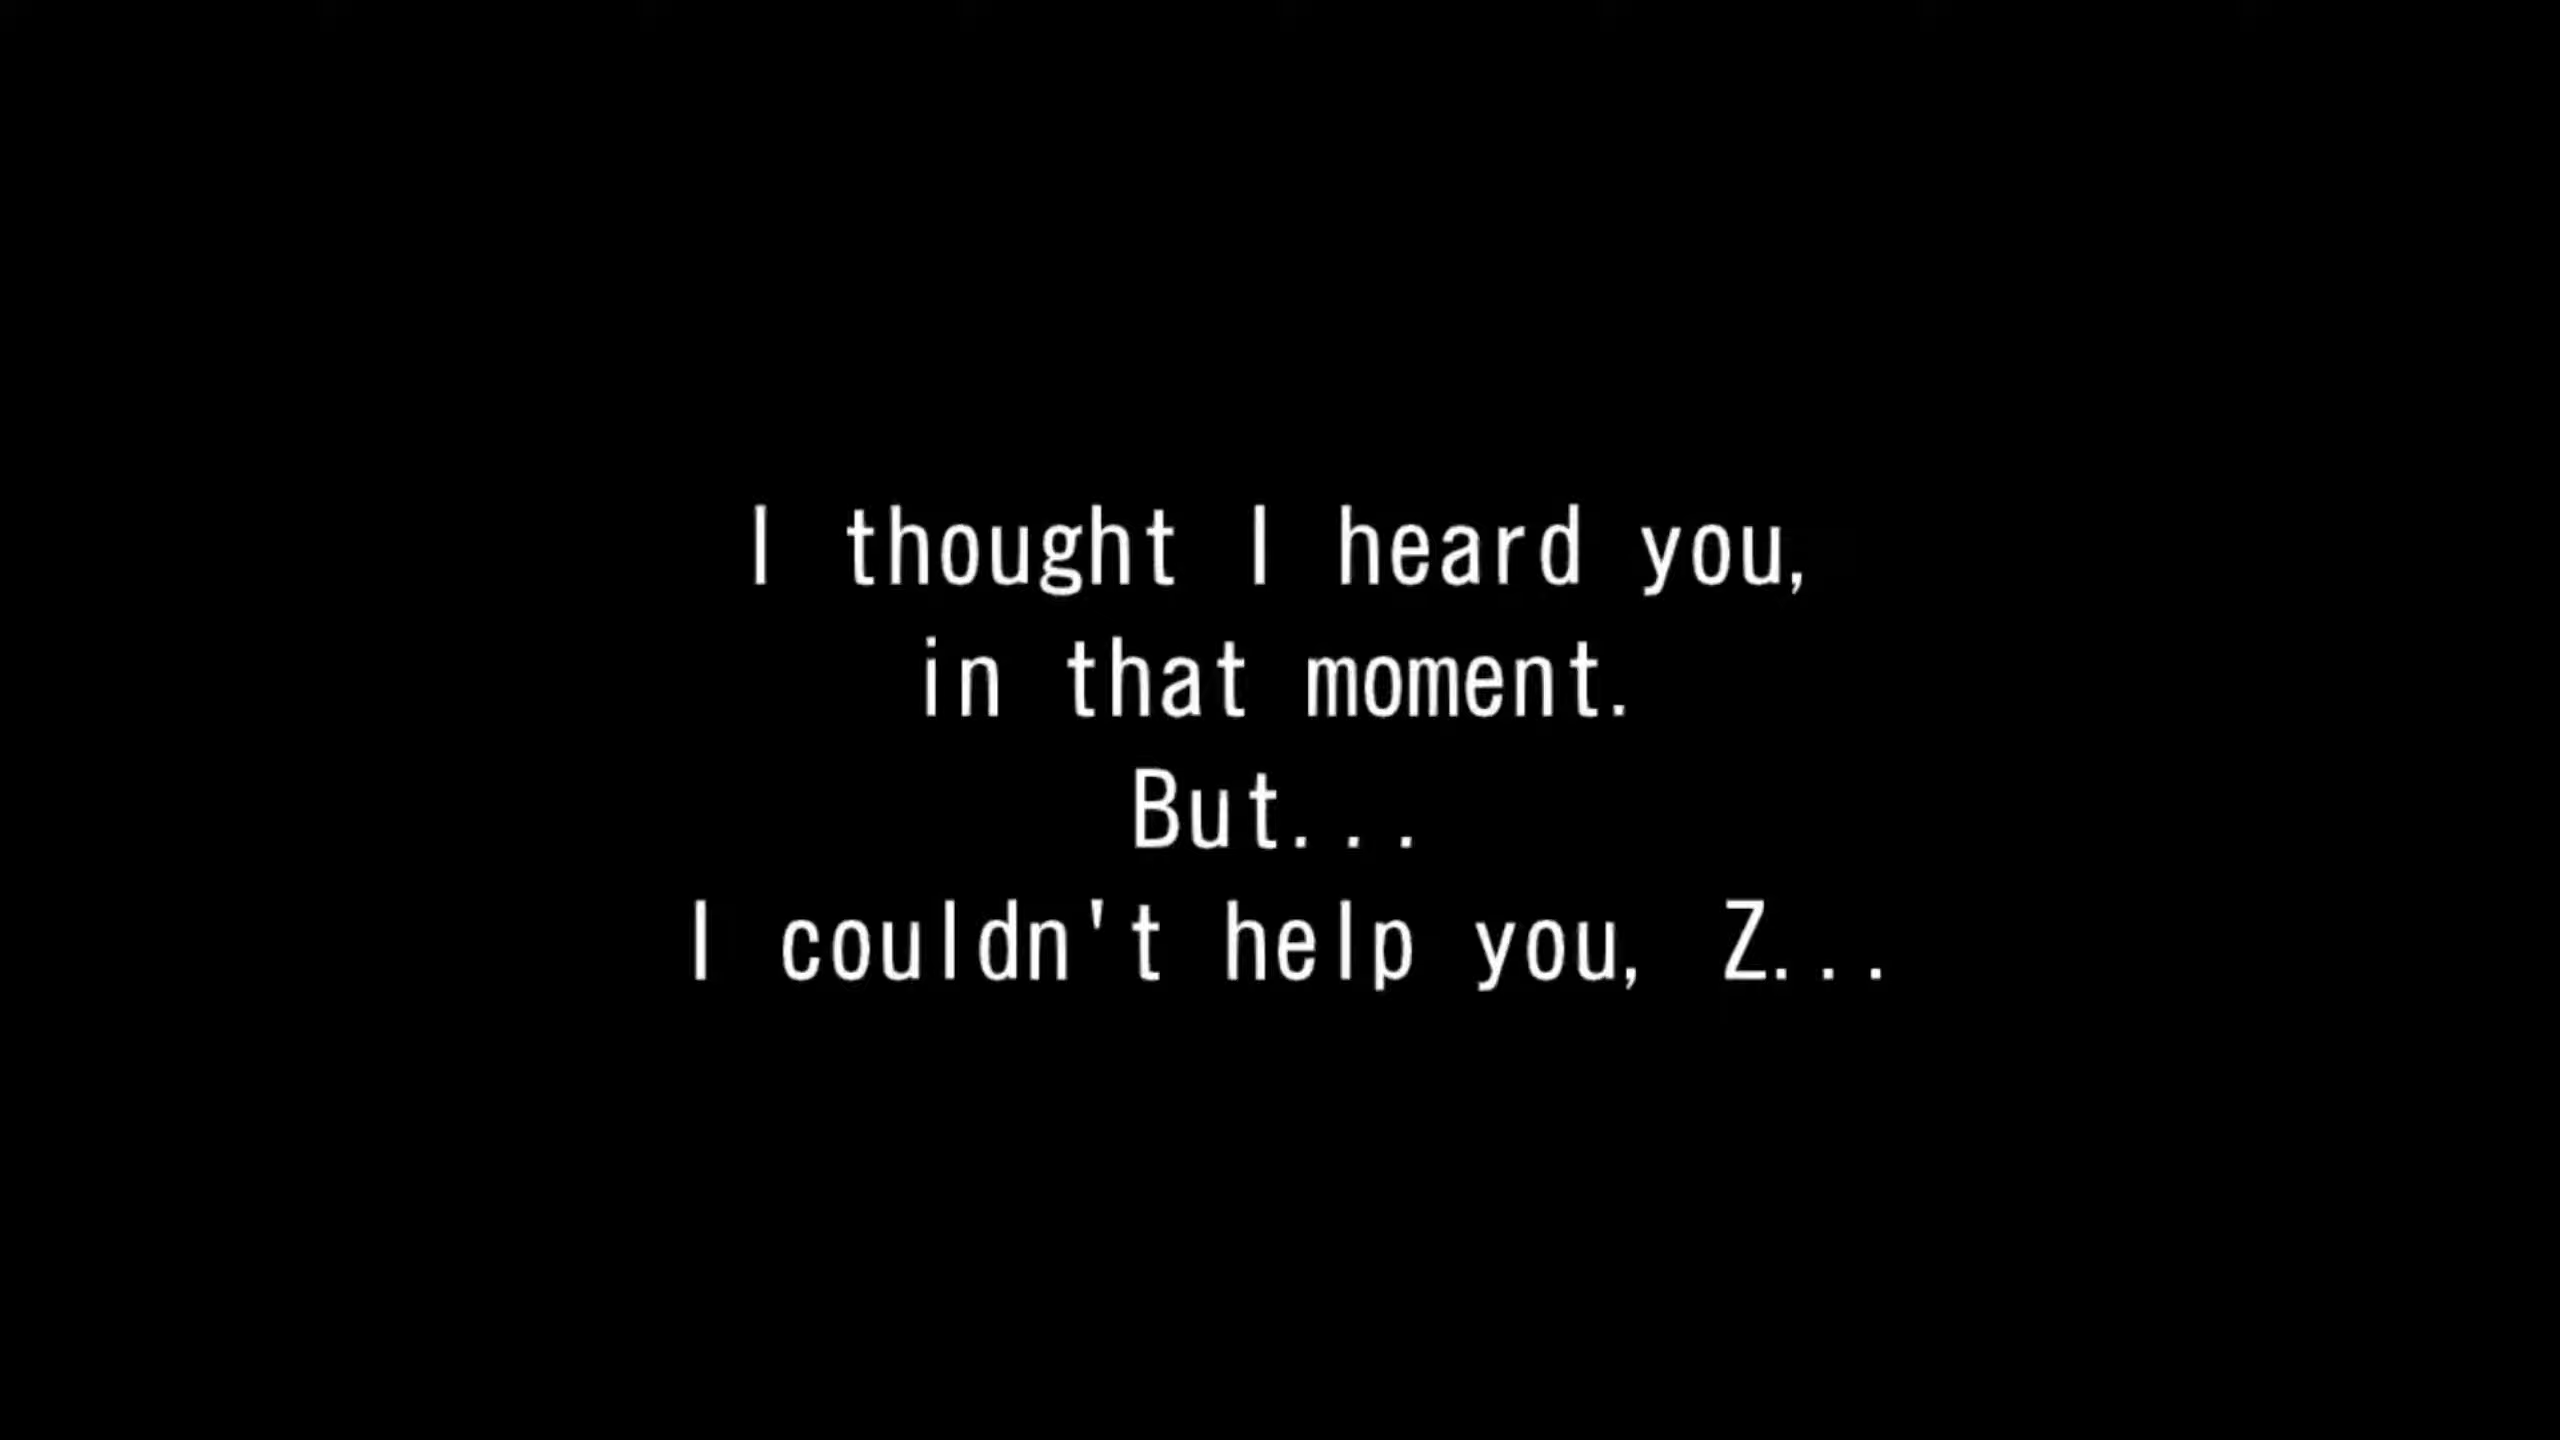 I thought I heard you,
in that moment.
But...
I couldn't help you, Z...